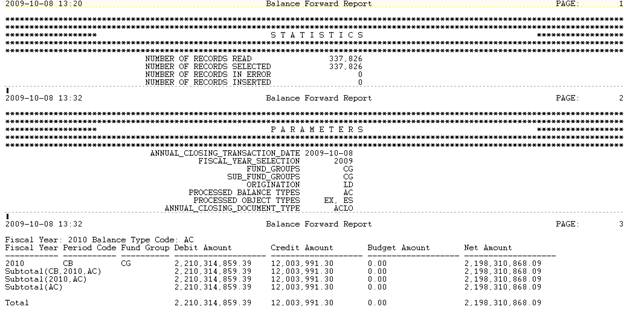 2009-10-08 13:20 Balance Forward Report PAGE: 1
********************************************************************************
********************************************************************************
******************** S T A T I S T I C S ********************
********************************************************************************
********************************************************************************
NUMBER OF RECORDS READ 337,826
NUMBER OF RECORDS SELECTED 337,826
NUMBER OF RECORDS IN ERROR 0
NUMBER OF RECORDS INSERTED 0
2009-10-08 13:32 Balance Forward Report PAGE: 2
********************************************************************************
********************************************************************************
******************** P A R A M E T E R S ********************
********************************************************************************
********************************************************************************
ANNUAL_CLOSING_TRANSACTION_DATE 2009-10-08
FISCAL_YEAR_SELECTION 2009
FUND_GROUPS CG
SUB_FUND_GROUPS CG
ORIGINATION LD
PROCESSED BALANCE TYPES AC
PROCESSED OBJECT TYPES EX, ES
ANNUAL_CLOSING_DOCUMENT_TYPE ACLO
2009-10-08 13:32 Balance Forward Report PAGE: 3
Fiscal Year: 2010 Balance Type Code: AC
Fiscal Year Period Code Fund Group Debit Amount Credit Amount Budget Amount Net Amount
2010 CB CG 2,210,314,859.39 12,003,991.30 0.00 2,198,310,868.09
Subtotal(CB,2010,AC) 2,210,314,859.39 12,003,991.30 0.00 2,198,310,868.09
Subtotal(2010,AC) 2,210,314,859.39 12,003,991.30 0.00 2,198,310,868.09
Subtotal(AC) 2,210,314,859.39 12,003,991.30 0.00 2,198,310,868.09
Total 2,210,314,859.39 12,003,991.30 0.00 2,198,310,868.09